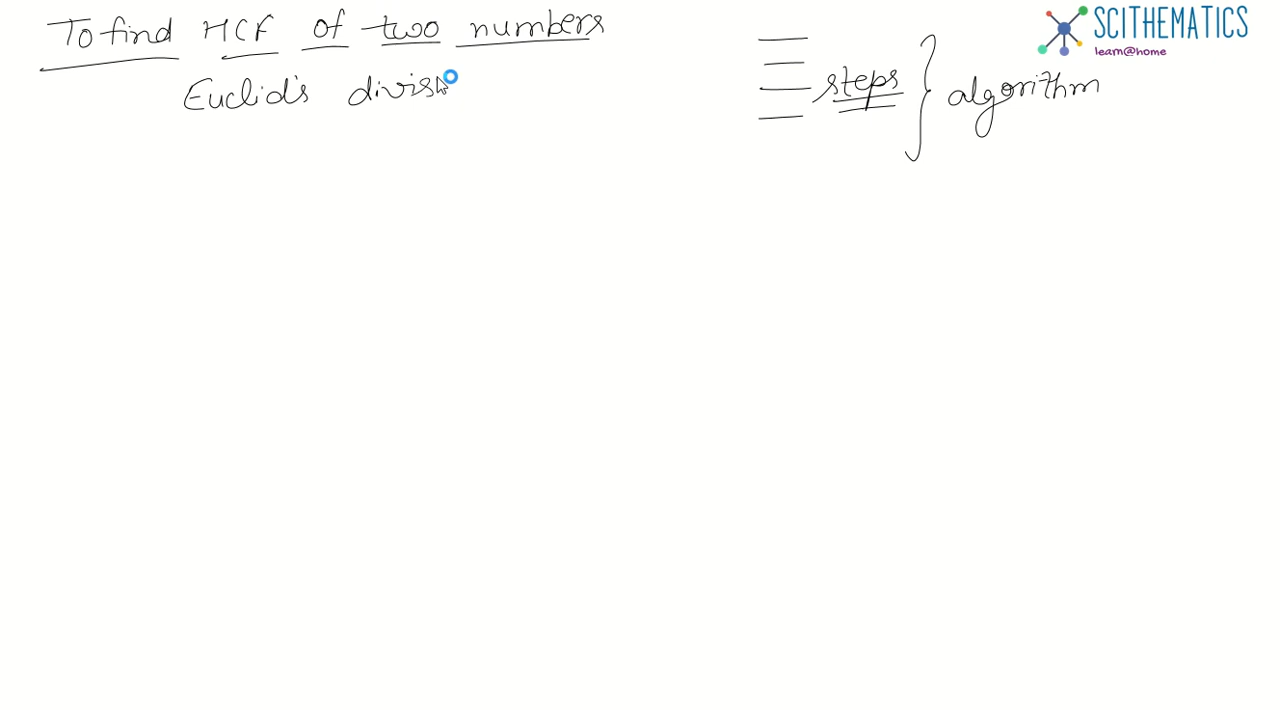 To find HCF of two numbers
Euclid's divis
steps } algorithm
SCITHEMATICS
learn@home